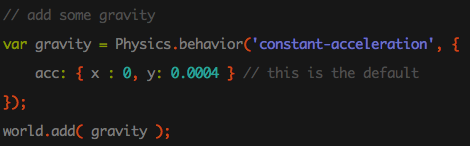 // add some gravity
var gravity = Physics.behavior('constant-acceleration', {
    acc: { x : 0, y: 0.0004 } // this is the default
});
world.add( gravity );